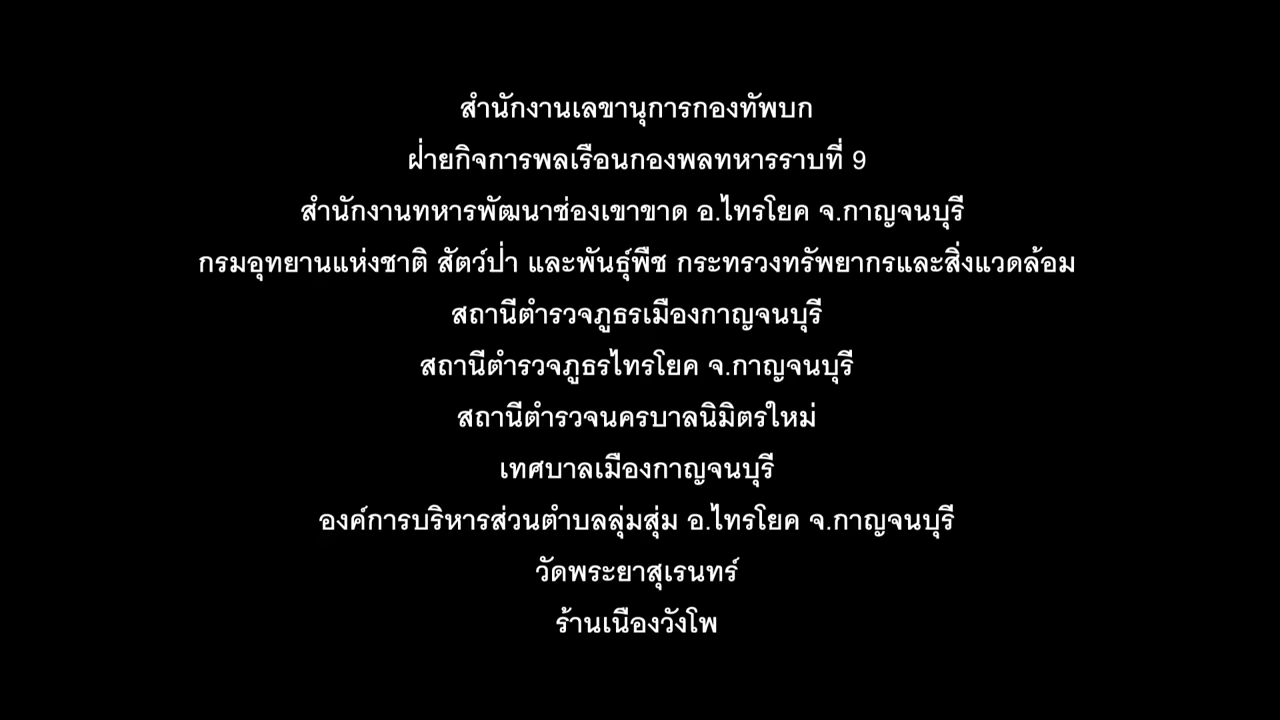 สำนักงานเลขานุการกองทัพบก
ฝ่ายกิจการพลเรือนกองพลทหารราบที่ 9
สำนักงานทหารพัฒนาช่องเขาขาด อ.ไทรโยค จ.กาญจนบุรี
กรมอุทยานแห่งชาติ สัตว์ป่า และพันธุ์พืช กระทรวงทรัพยากรและสิ่งแวดล้อม
สถานีตำรวจภูธรเมืองกาญจนบุรี
สถานีตำรวจภูธรไทรโยค จ.กาญจนบุรี
สถานีตำรวจนครบาลนิมิตรใหม่
เทศบาลเมืองกาญจนบุรี
องค์การบริหารส่วนตำบลลุ่มสุ่ม อ.ไทรโยค จ.กาญจนบุรี
วัดพระยาสุเรนทร์
ร้านเนืองวังโพ